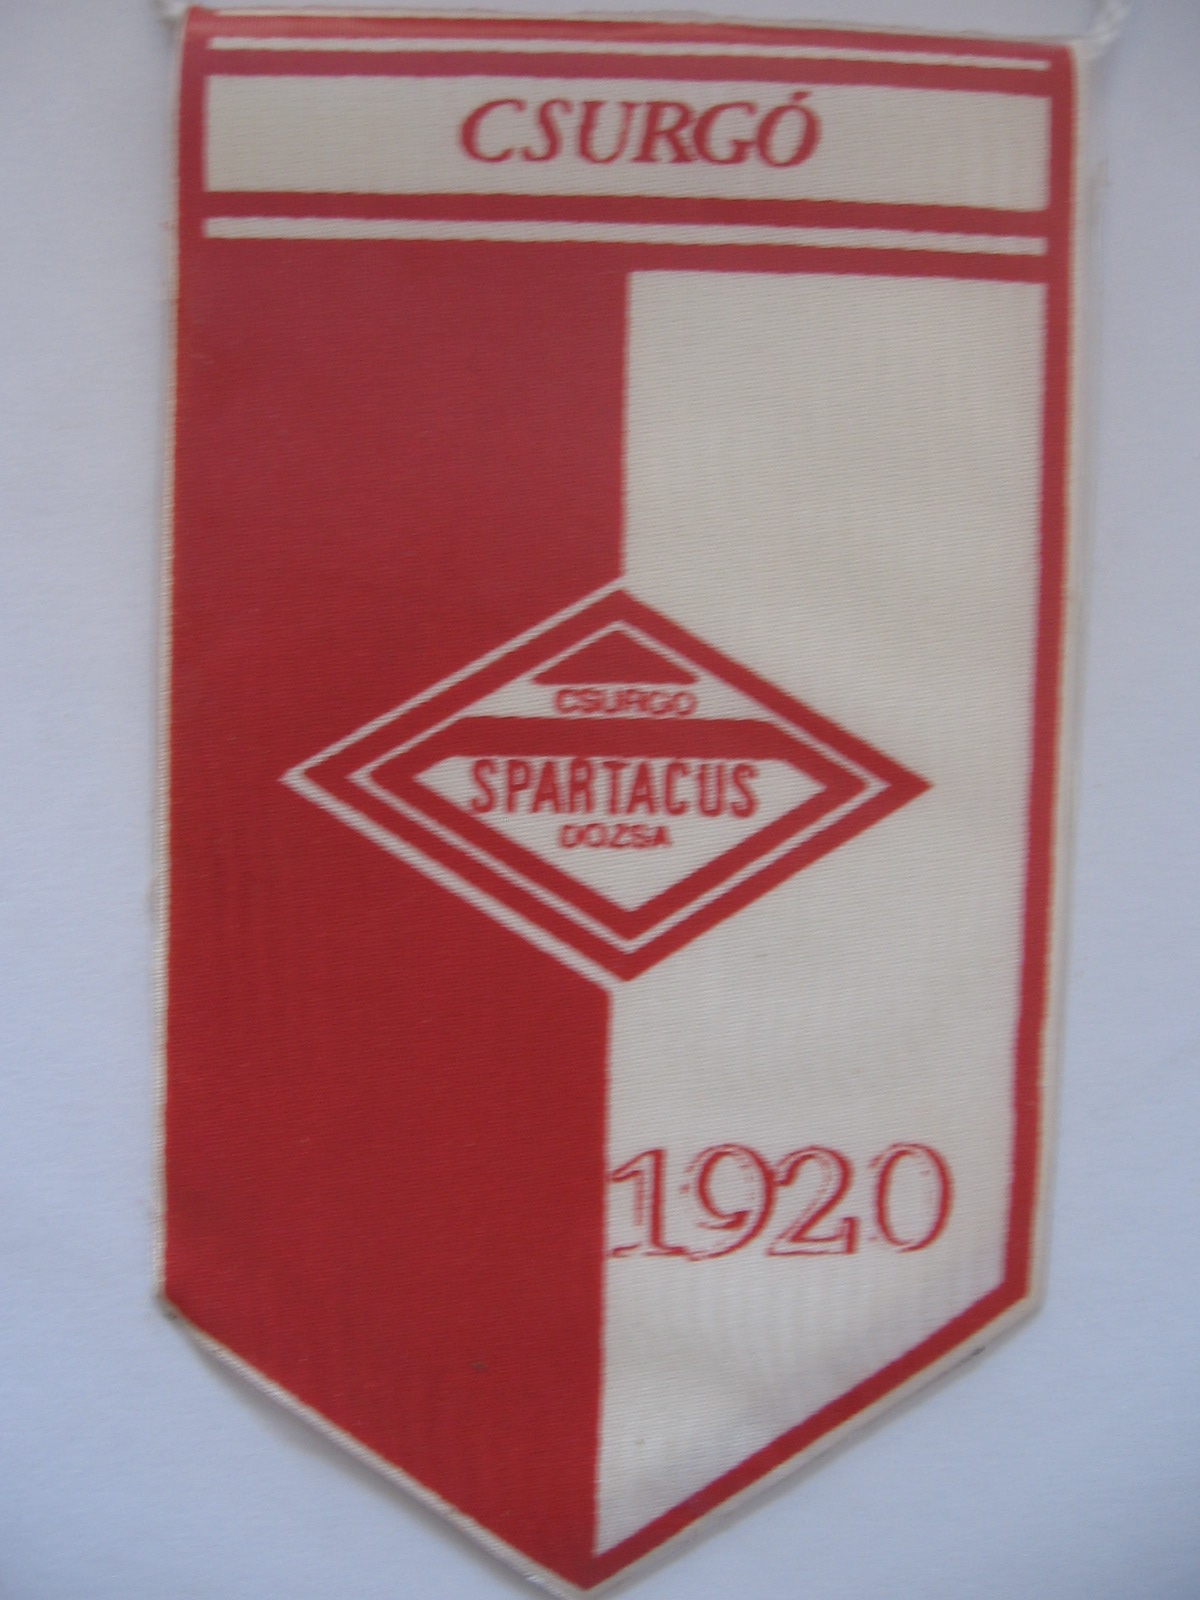 CSURGÓ
CSURGO
SPARTACUS
DOZSA
1920